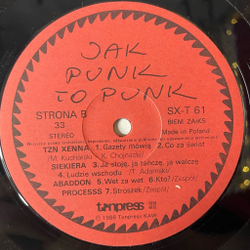 JAK
PUNK
TO PUNK
STRONA B
33
STEREO
SX-T 61
BIEM ZAIKS
Made in Poland
TZN XENNA 1. Gazety mówią 2. Co za świat
(M. Kucharski - K. Chojnacki)
SIEKIERA 3. Ja stoję, ja tańczę, ja walczę
4. Ludzie wschodu (T. Adamski)
ABADDON 5. Wet za wet 6. Kto? (Zespół)
PROCESSS 7. Stroszek (Zespół)
tonpress
℗ 1988 Tonpress KAW